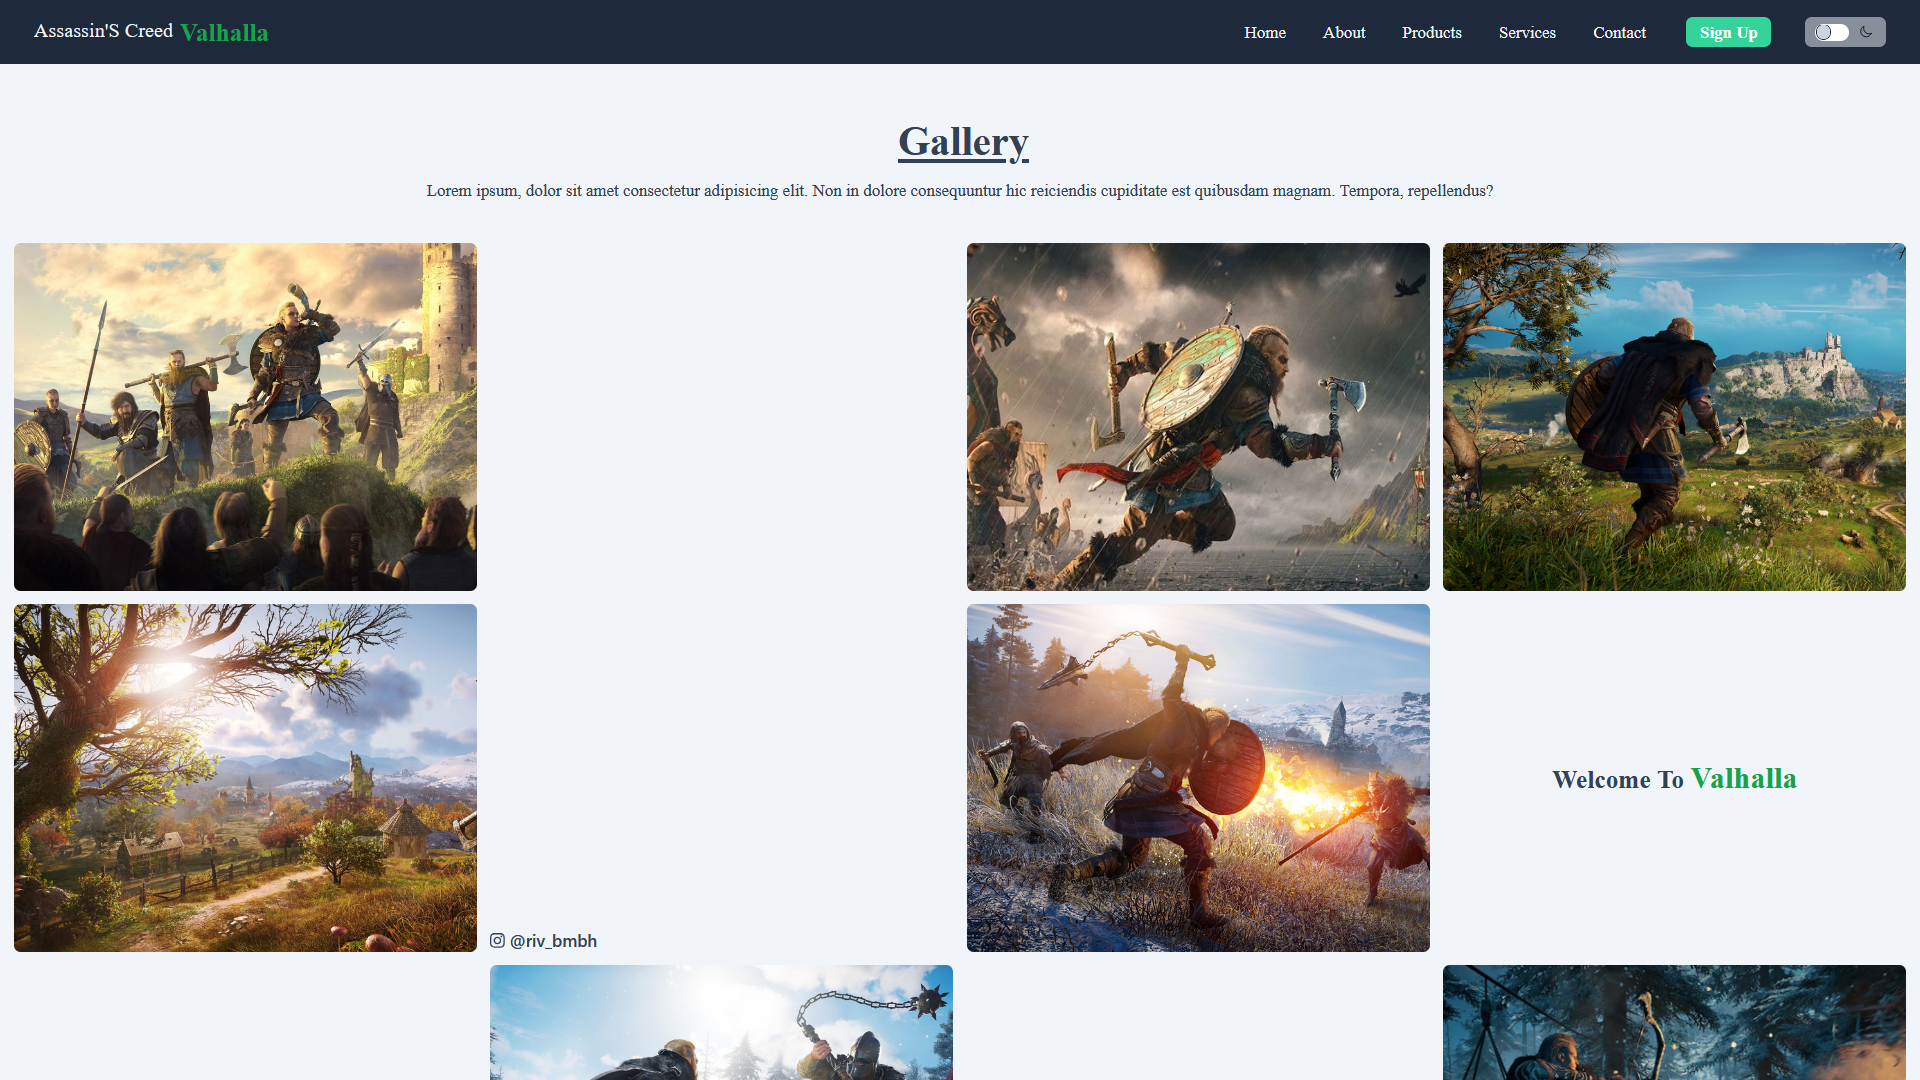 Assassin'S Creed Valhalla
Home
About
Products
Services
Contact
Sign Up
Gallery
Lorem ipsum, dolor sit amet consectetur adipisicing elit. Non in dolore consequuntur hic reiciendis cupiditate est quibusdam magnam. Tempora, repellendus?
Welcome To Valhalla
@riv_bmbh